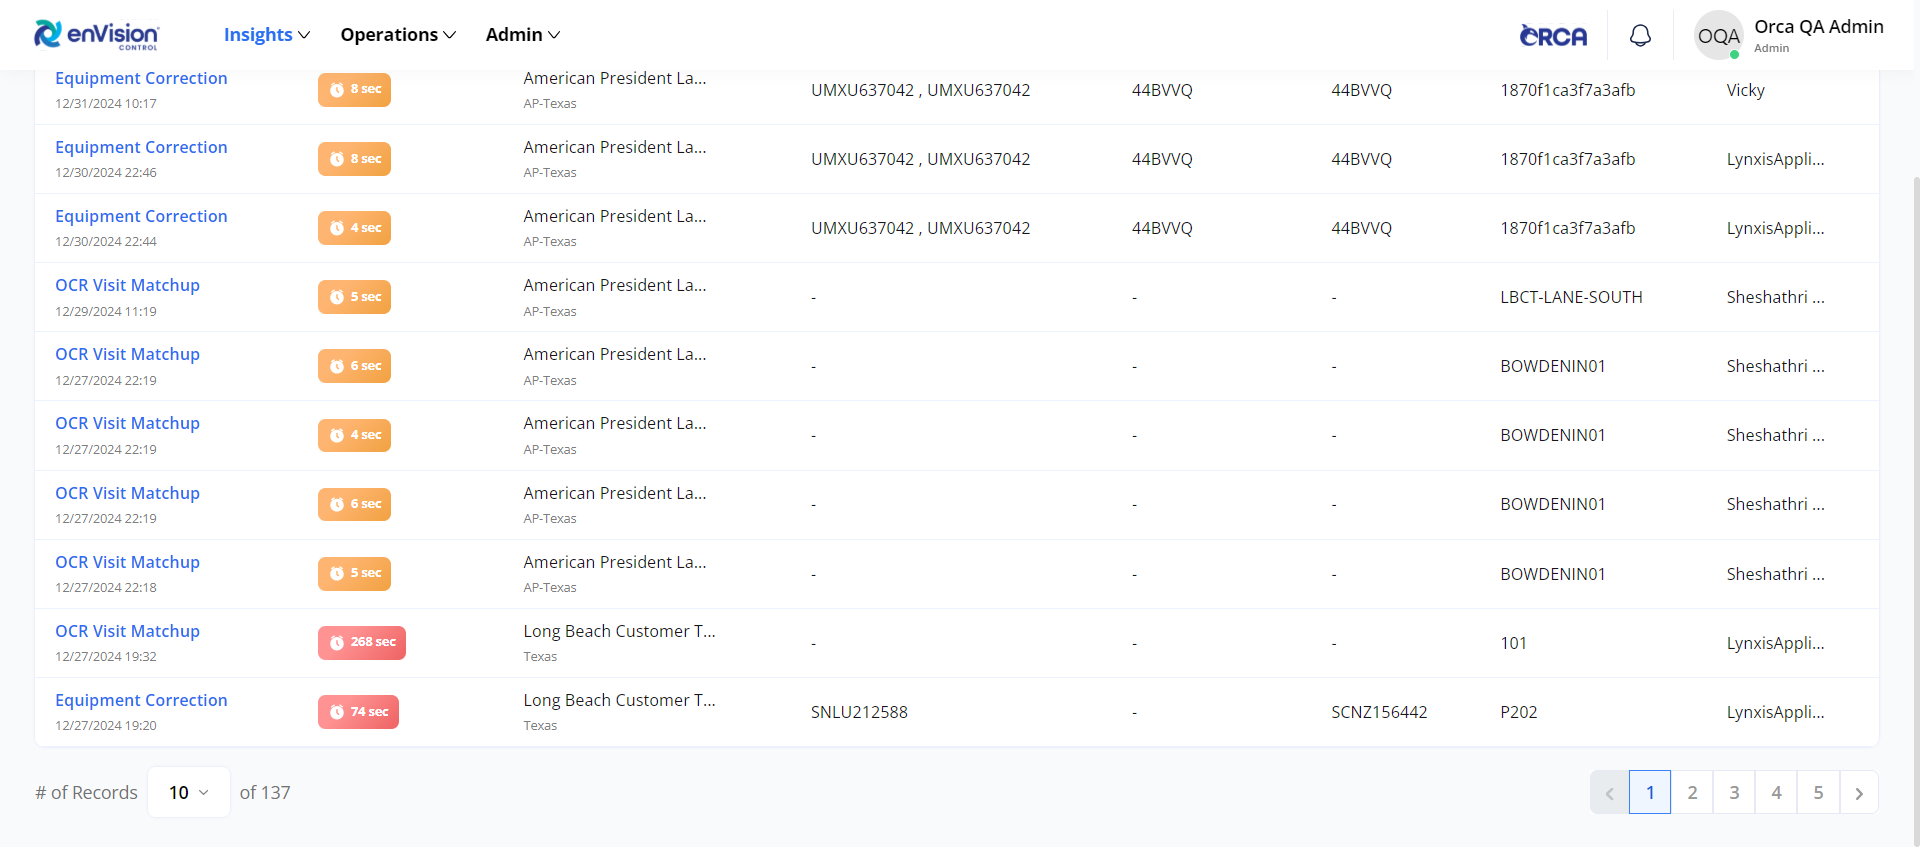 enVision
CONTROL
Insights
Operations
Admin
ORCA
OQA
Orca QA Admin
Admin
Equipment Correction
12/31/2024 10:17
8 sec
American President La...
AP-Texas
UMXU637042 , UMXU637042
44BVVQ
44BVVQ
1870f1ca3f7a3afb
Vicky
Equipment Correction
12/30/2024 22:46
8 sec
American President La...
AP-Texas
UMXU637042 , UMXU637042
44BVVQ
44BVVQ
1870f1ca3f7a3afb
LynxisAppli...
Equipment Correction
12/30/2024 22:44
4 sec
American President La...
AP-Texas
UMXU637042 , UMXU637042
44BVVQ
44BVVQ
1870f1ca3f7a3afb
LynxisAppli...
OCR Visit Matchup
12/29/2024 11:19
5 sec
American President La...
AP-Texas
-
-
-
LBCT-LANE-SOUTH
Sheshathri ...
OCR Visit Matchup
12/27/2024 22:19
6 sec
American President La...
AP-Texas
-
-
-
BOWDENIN01
Sheshathri ...
OCR Visit Matchup
12/27/2024 22:19
4 sec
American President La...
AP-Texas
-
-
-
BOWDENIN01
Sheshathri ...
OCR Visit Matchup
12/27/2024 22:19
6 sec
American President La...
AP-Texas
-
-
-
BOWDENIN01
Sheshathri ...
OCR Visit Matchup
12/27/2024 22:18
5 sec
American President La...
AP-Texas
-
-
-
BOWDENIN01
Sheshathri ...
OCR Visit Matchup
12/27/2024 19:32
268 sec
Long Beach Customer T...
Texas
-
-
-
101
LynxisAppli...
Equipment Correction
12/27/2024 19:20
74 sec
Long Beach Customer T...
Texas
SNLU212588
-
SCNZ156442
P202
LynxisAppli...
# of Records 10 of 137
1 2 3 4 5